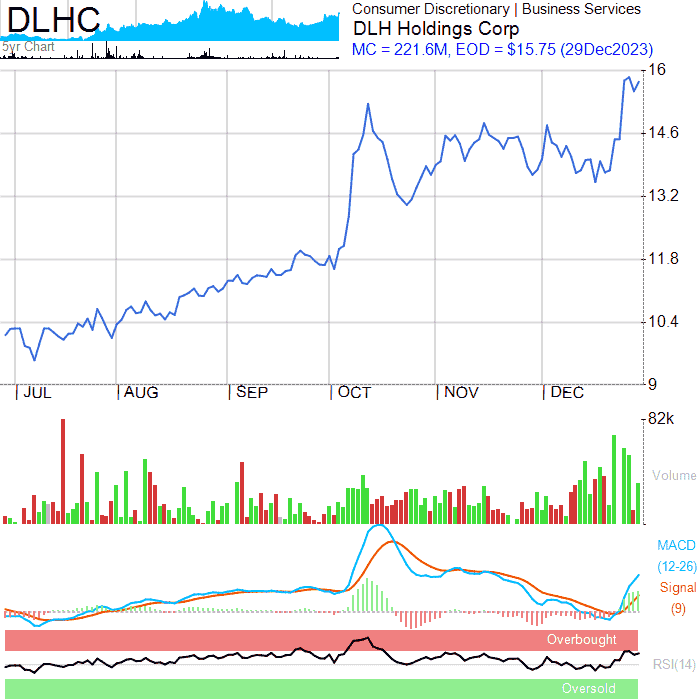 DLHC
5yr Chart
Consumer Discretionary | Business Services
DLH Holdings Corp
MC = 221.6M, EOD = $15.75 (29Dec2023)
16
14.6
13.2
11.8
10.4
9
JUL AUG SEP OCT NOV DEC
82k
Volume
MACD
(12-26)
Signal
(9)
Overbought
RSI(14)
Oversold